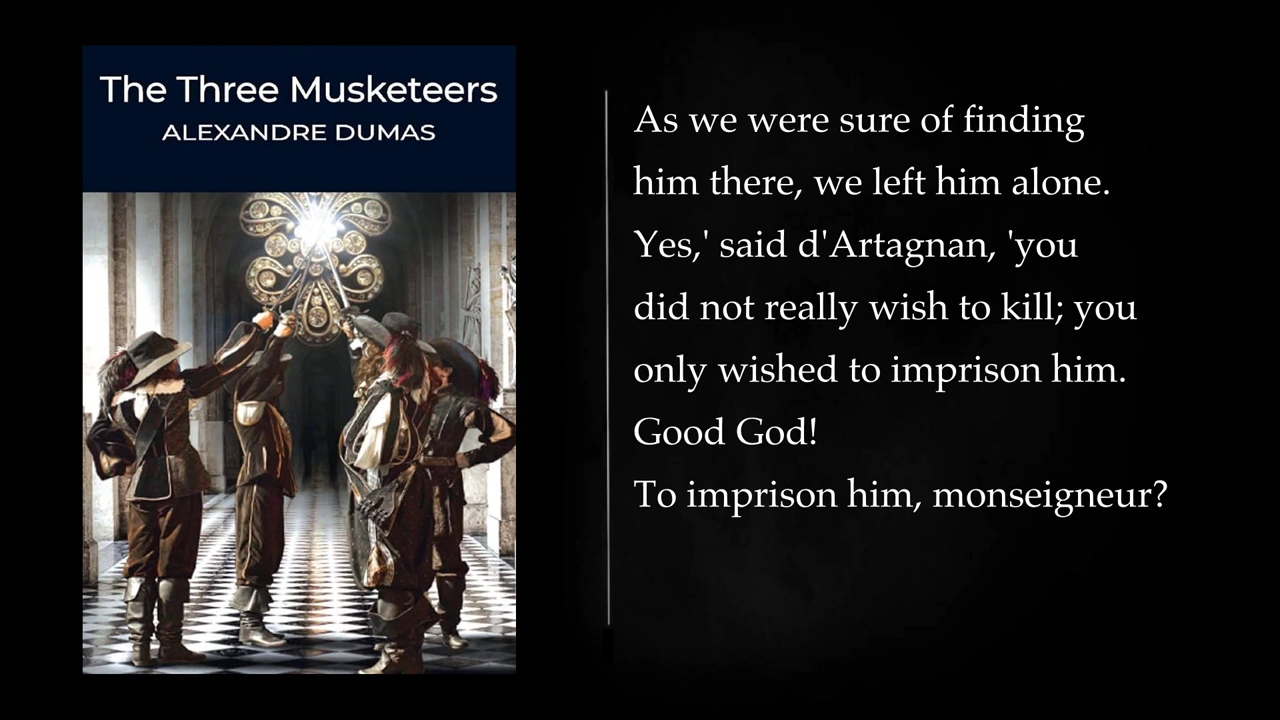 The Three Musketeers
ALEXANDRE DUMAS
As we were sure of finding
him there, we left him alone.
Yes,' said d'Artagnan, 'you
did not really wish to kill; you
only wished to imprison him.
Good God!
To imprison him, monseigneur?